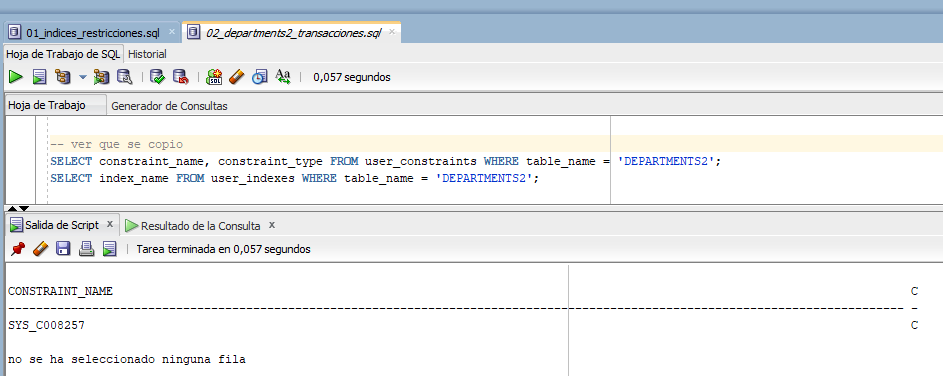 01_indices_restricciones.sql × 02_departments2_transacciones.sql ×
Hoja de Trabajo de SQL Historial
SQL Aa 0,057 segundos
Hoja de Trabajo Generador de Consultas
-- ver que se copio
SELECT constraint_name, constraint_type FROM user_constraints WHERE table_name = 'DEPARTMENTS2';
SELECT index_name FROM user_indexes WHERE table_name = 'DEPARTMENTS2';
Salida de Script × Resultado de la Consulta ×
Tarea terminada en 0,057 segundos
CONSTRAINT_NAME C
-------------------------------------------------------------------------------------------------------------------------------- -
SYS_C008257 C
no se ha seleccionado ninguna fila